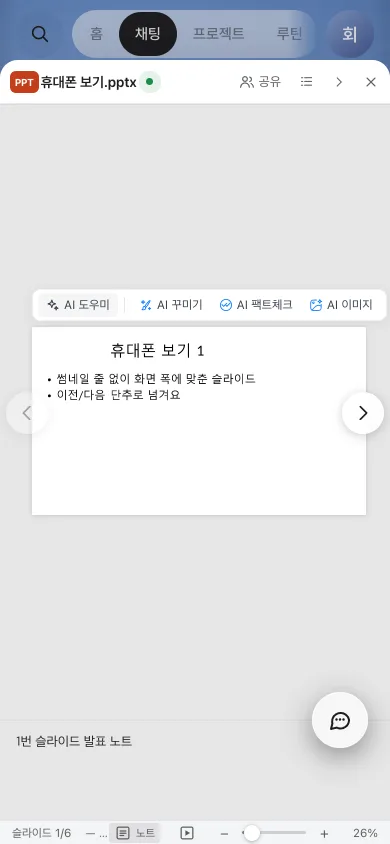 홈 채팅 프로젝트 루틴 회
PPT 휴대폰 보기.pptx 공유
AI 도우미 AI 꾸미기 AI 팩트체크 AI 이미지
휴대폰 보기 1
• 썸네일 줄 없이 화면 폭에 맞춘 슬라이드
• 이전/다음 단추로 넘겨요
1번 슬라이드 발표 노트
슬라이드 1/6 — ... 노트 − + 26%